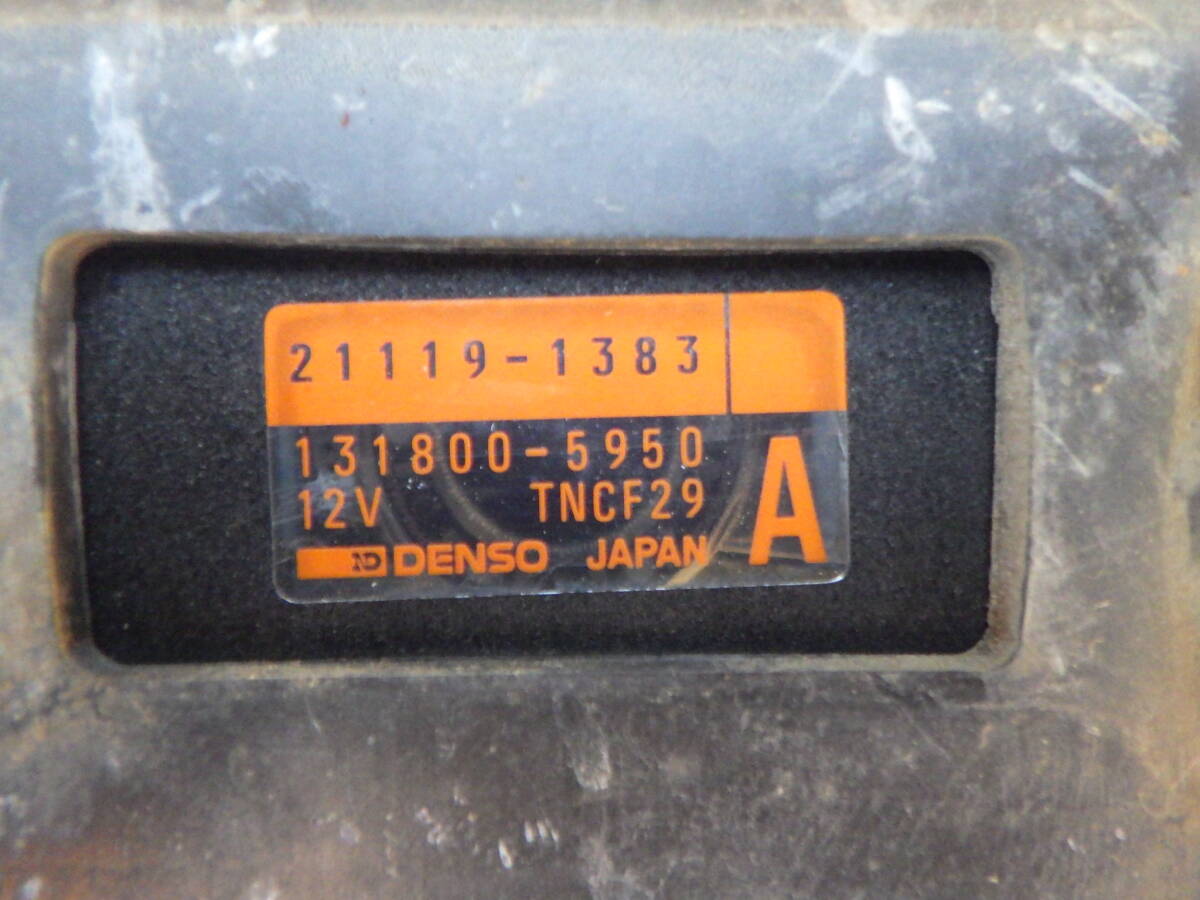 21119-1383
131800-5950
12V TNCF29
A
ND DENSO JAPAN